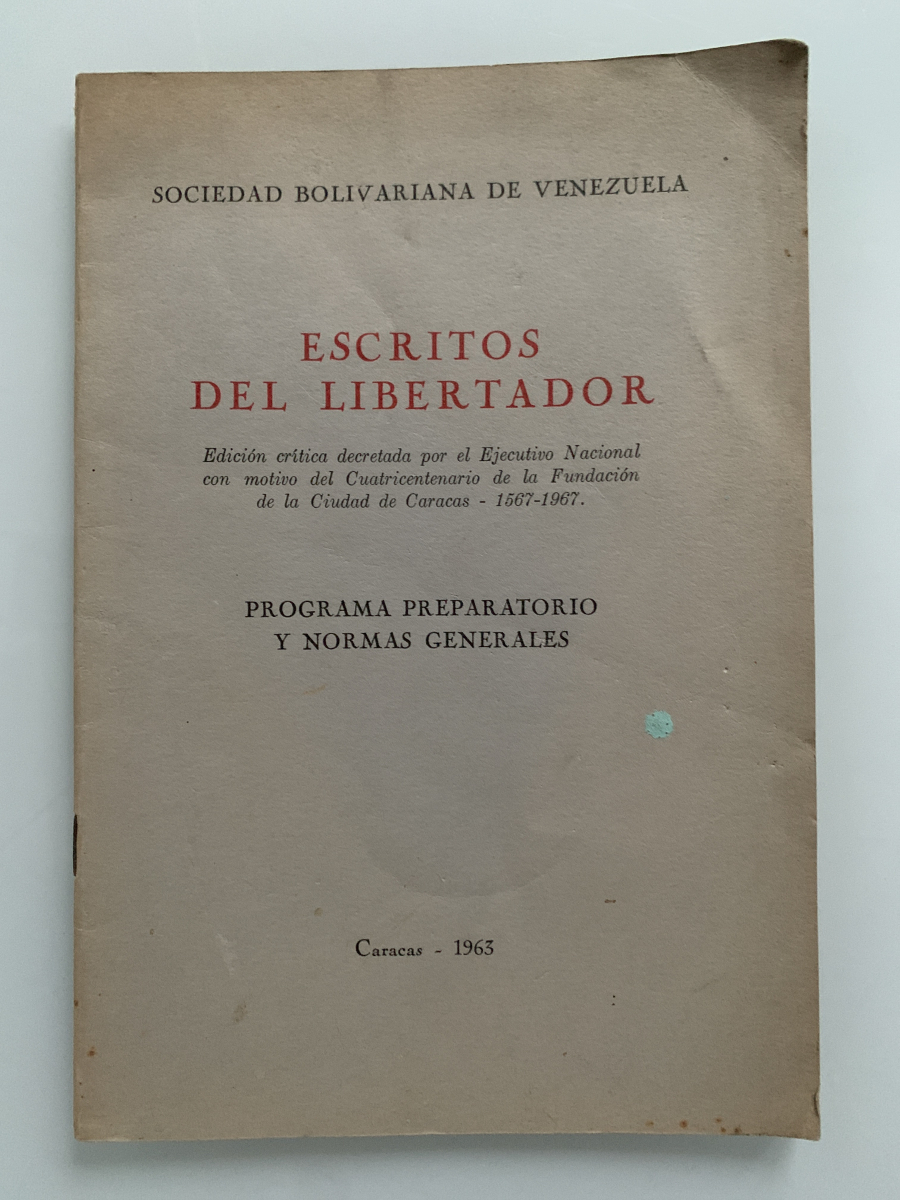 SOCIEDAD BOLIVARIANA DE VENEZUELA
ESCRITOS
DEL LIBERTADOR
Edición crítica decretada por el Ejecutivo Nacional
con motivo del Cuatricentenario de la Fundación
de la Ciudad de Caracas - 1567-1967.
PROGRAMA PREPARATORIO
Y NORMAS GENERALES
Caracas - 1963